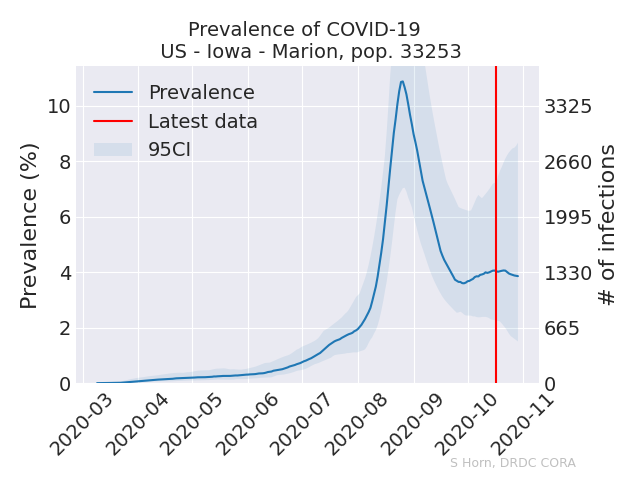 Prevalence of COVID-19
US - Iowa - Marion, pop. 33253
Prevalence
Latest data
95CI
Prevalence (%)
10
8
6
4
2
0
3325
2660
1995
1330
665
0
# of infections
2020-03
2020-04
2020-05
2020-06
2020-07
2020-08
2020-09
2020-10
2020-11
S Horn, DRDC CORA